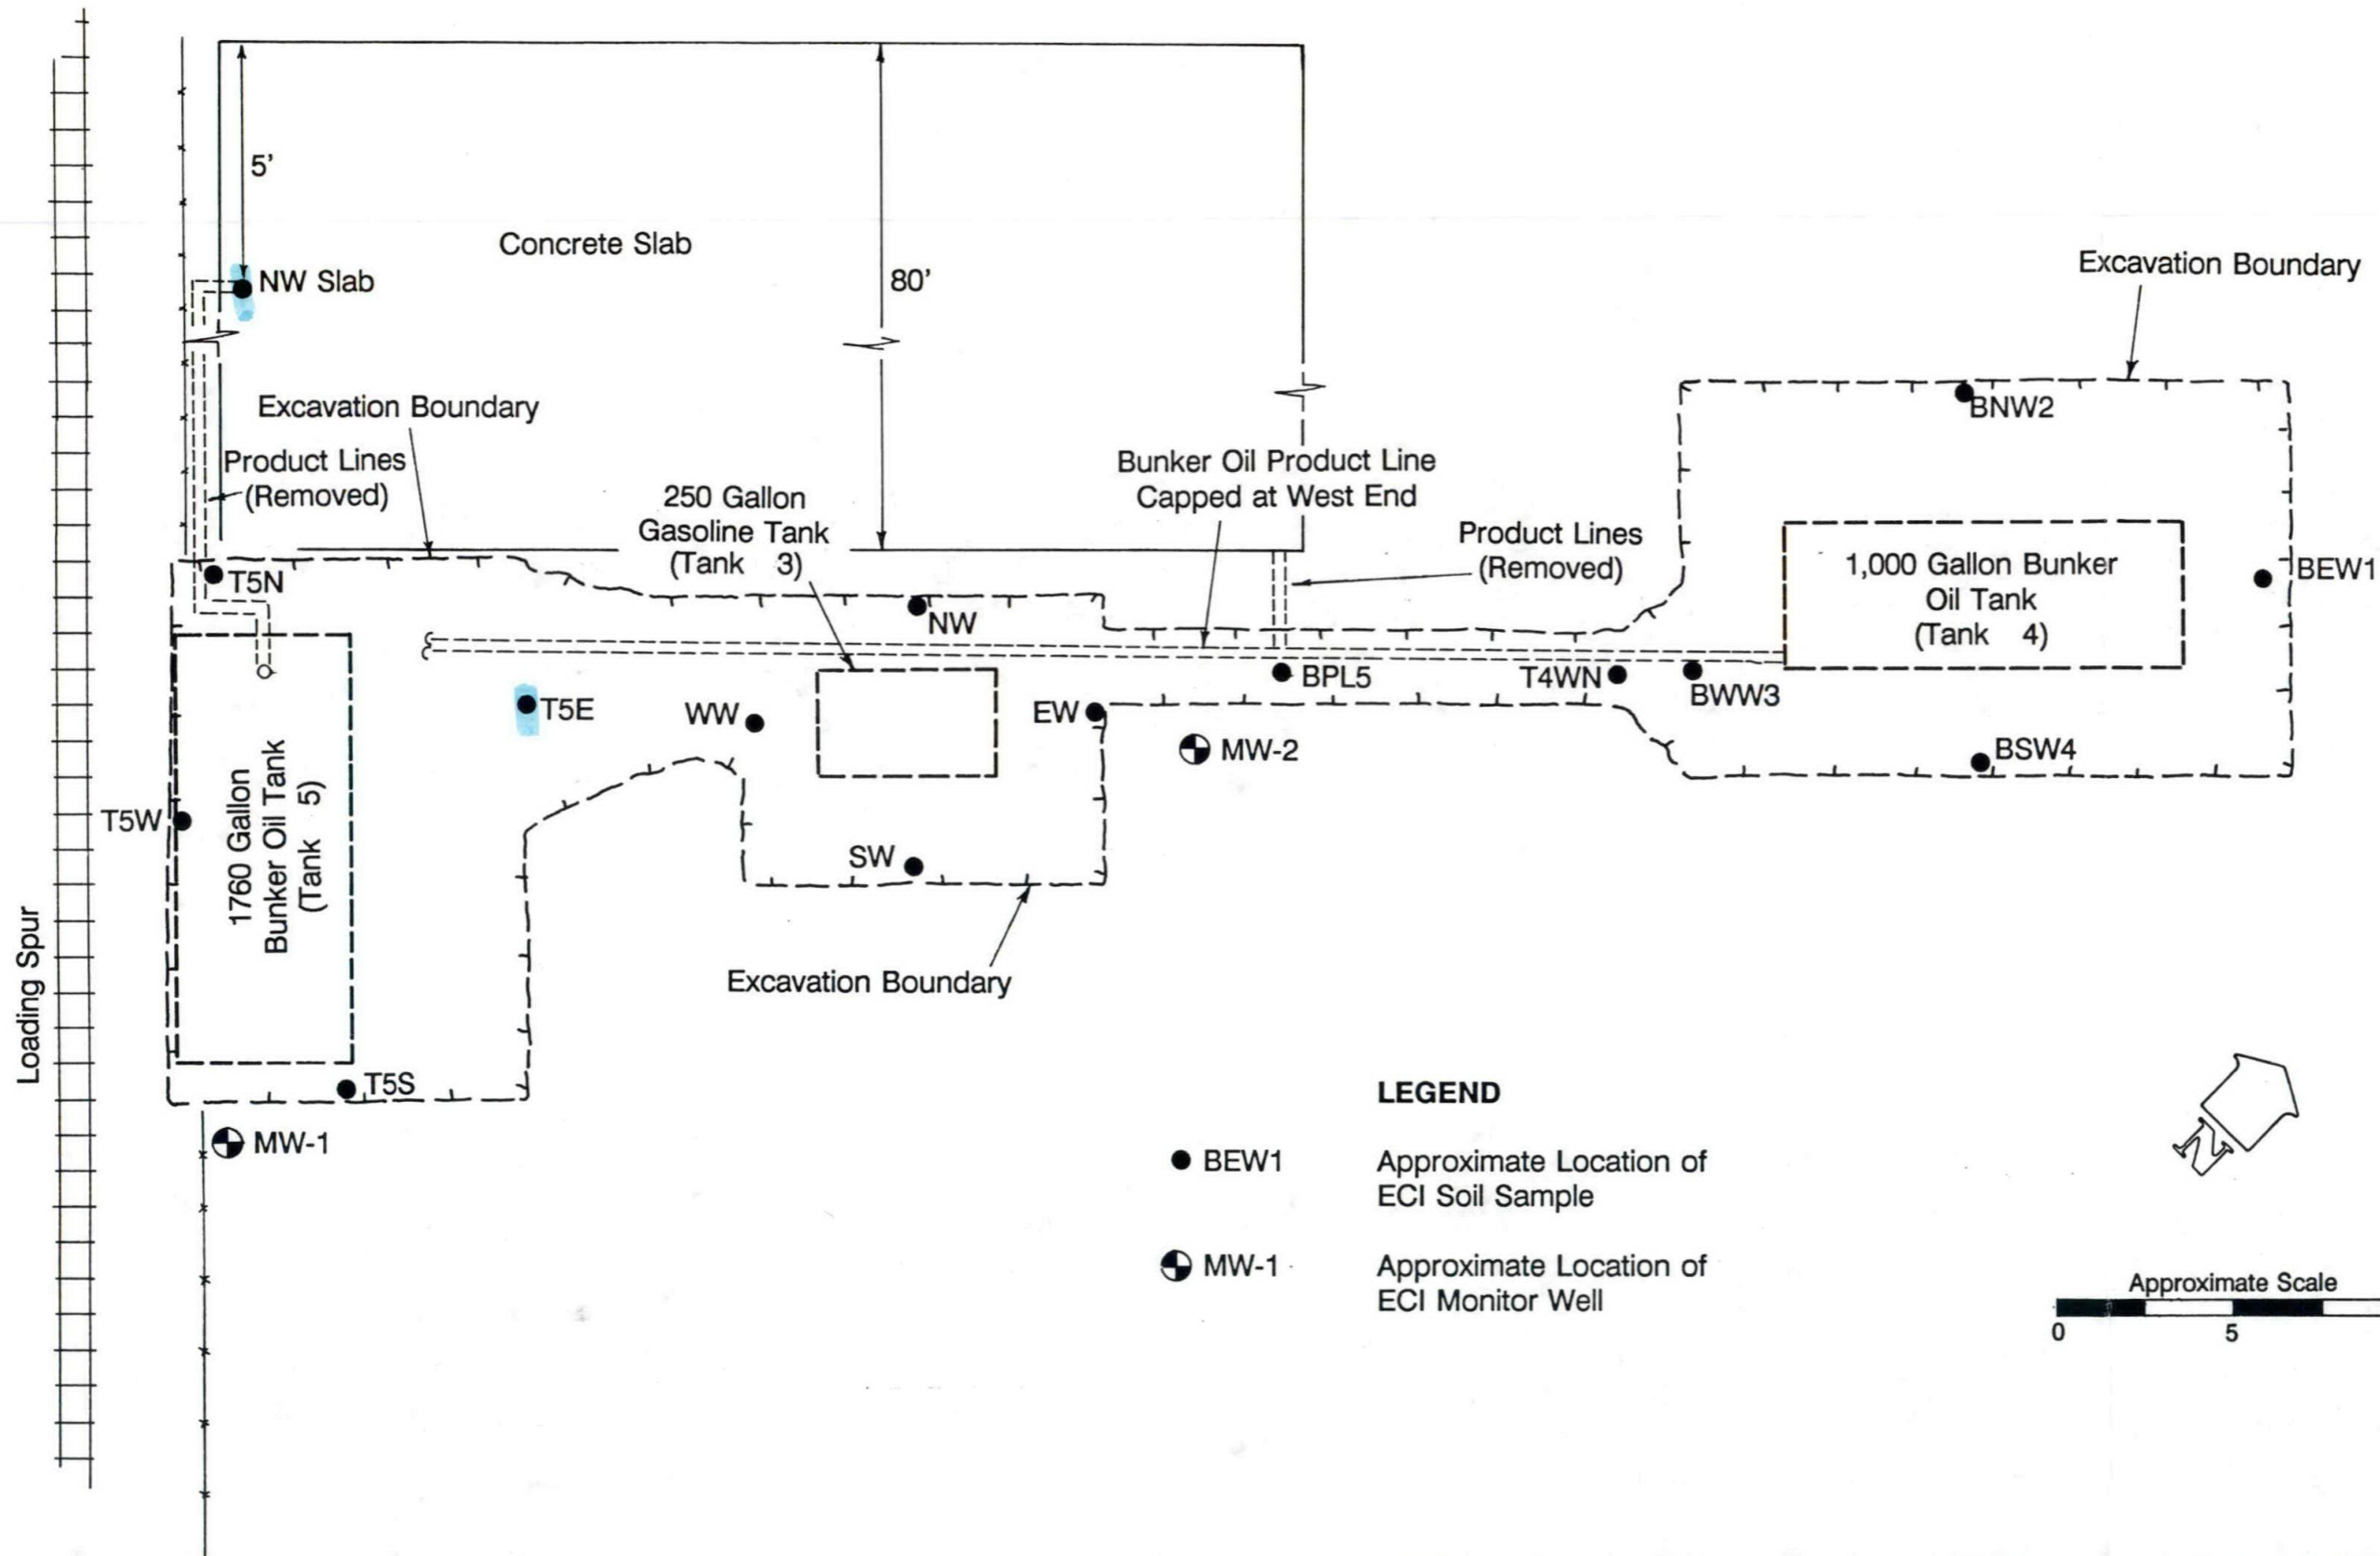 5'
NW Slab
Concrete Slab
80'
Excavation Boundary
Excavation Boundary
Product Lines
(Removed)
250 Gallon
Gasoline Tank
(Tank 3)
Bunker Oil Product Line
Capped at West End
Product Lines
(Removed)
BNW2
1,000 Gallon Bunker
Oil Tank
(Tank 4)
BEW1
T5N
NW
BPL5
T4WN
BWW3
T5E
WW
EW
MW-2
BSW4
T5W
1760 Gallon
Bunker Oil Tank
(Tank 5)
SW
Loading Spur
Excavation Boundary
T5S
MW-1
LEGEND
BEW1
Approximate Location of
ECI Soil Sample
MW-1
Approximate Location of
ECI Monitor Well
N
Approximate Scale
0
5